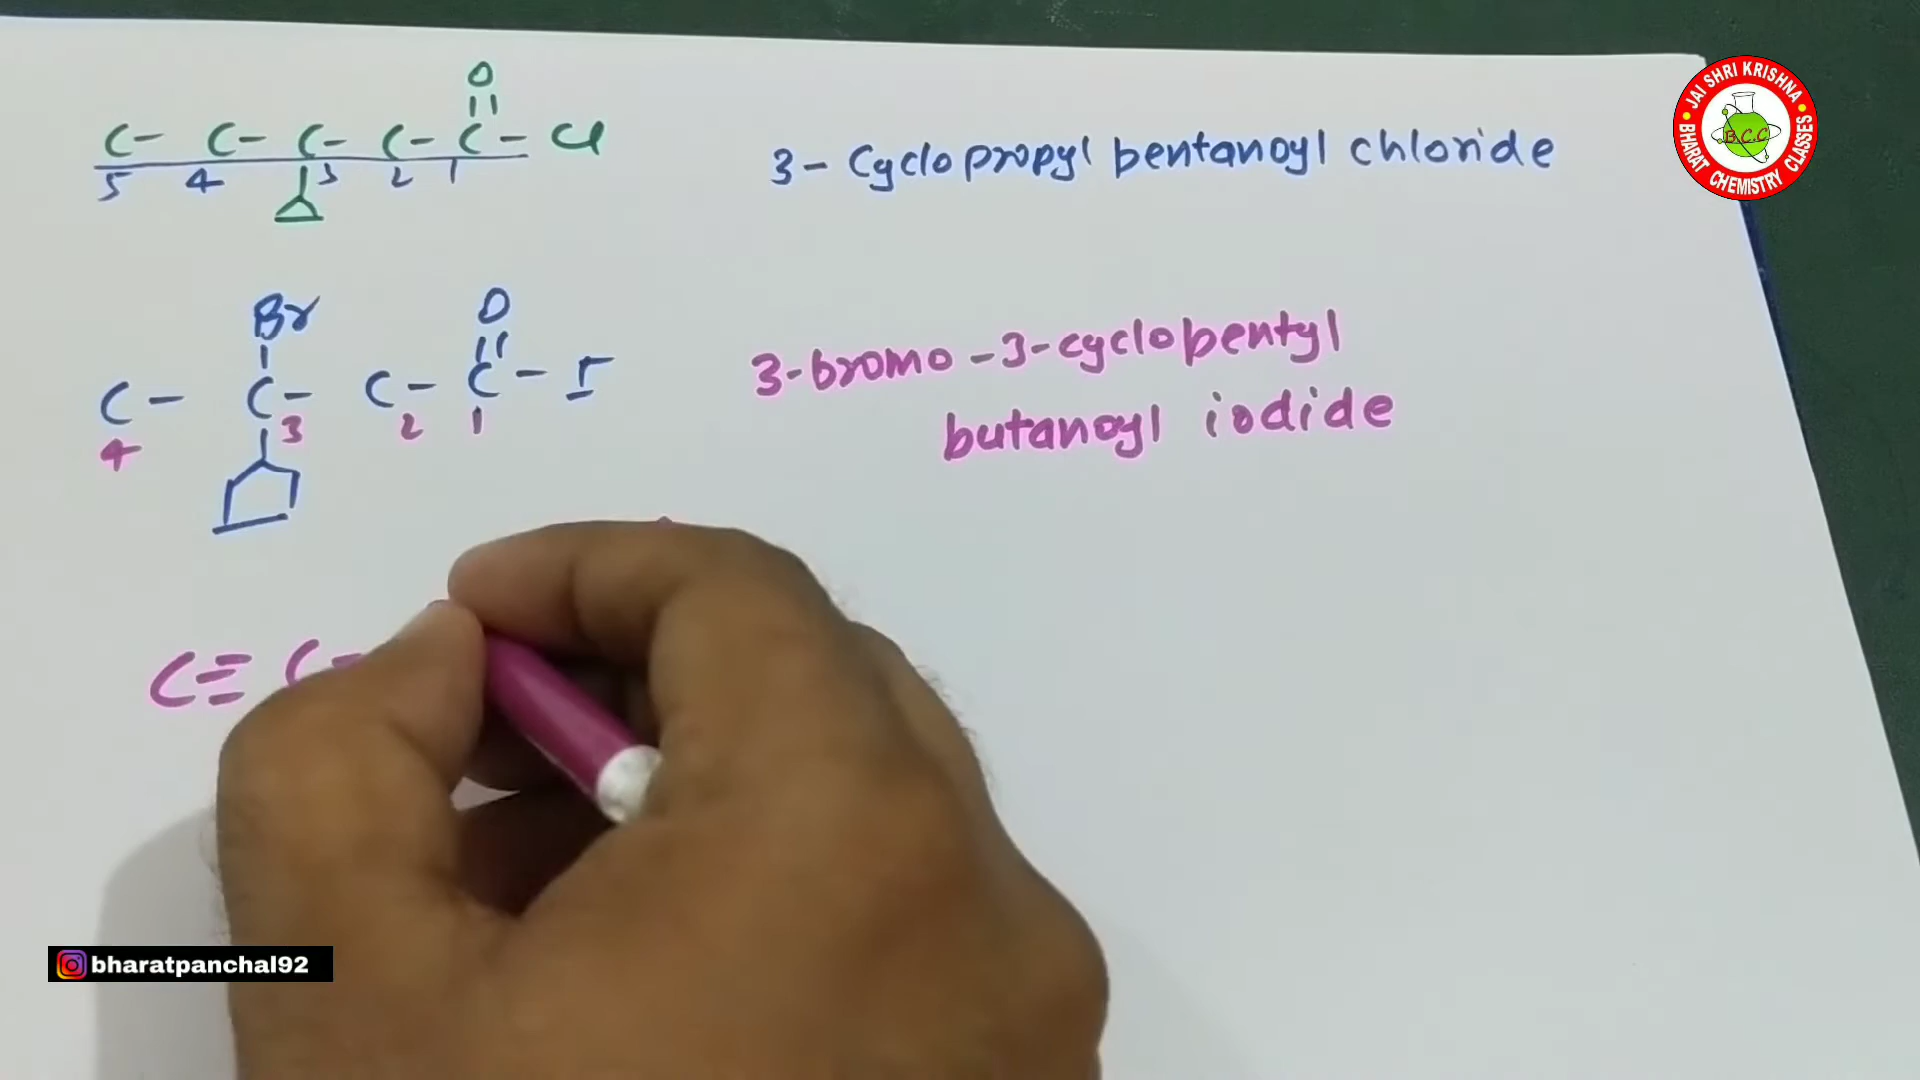 O
||
C- C- C- C- C- Cl
5 4 3 2 1
3- Cyclopropyl pentanoyl chloride
Br
O
||
C- C- C- C- I
4 3 2 1
3-bromo-3-cyclopentyl
butanoyl iodide
C≡ C-
JAI SHRI KRISHNA
B.C.C
BHARAT CHEMISTRY CLASSES
bharatpanchal92